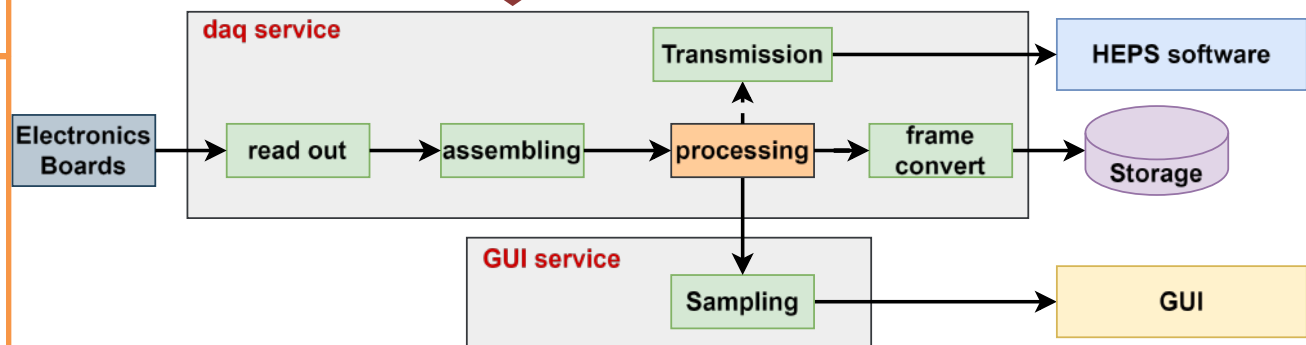 daq service
Transmission
HEPS software
Electronics
Boards
read out
assembling
processing
frame
convert
Storage
GUI service
Sampling
GUI